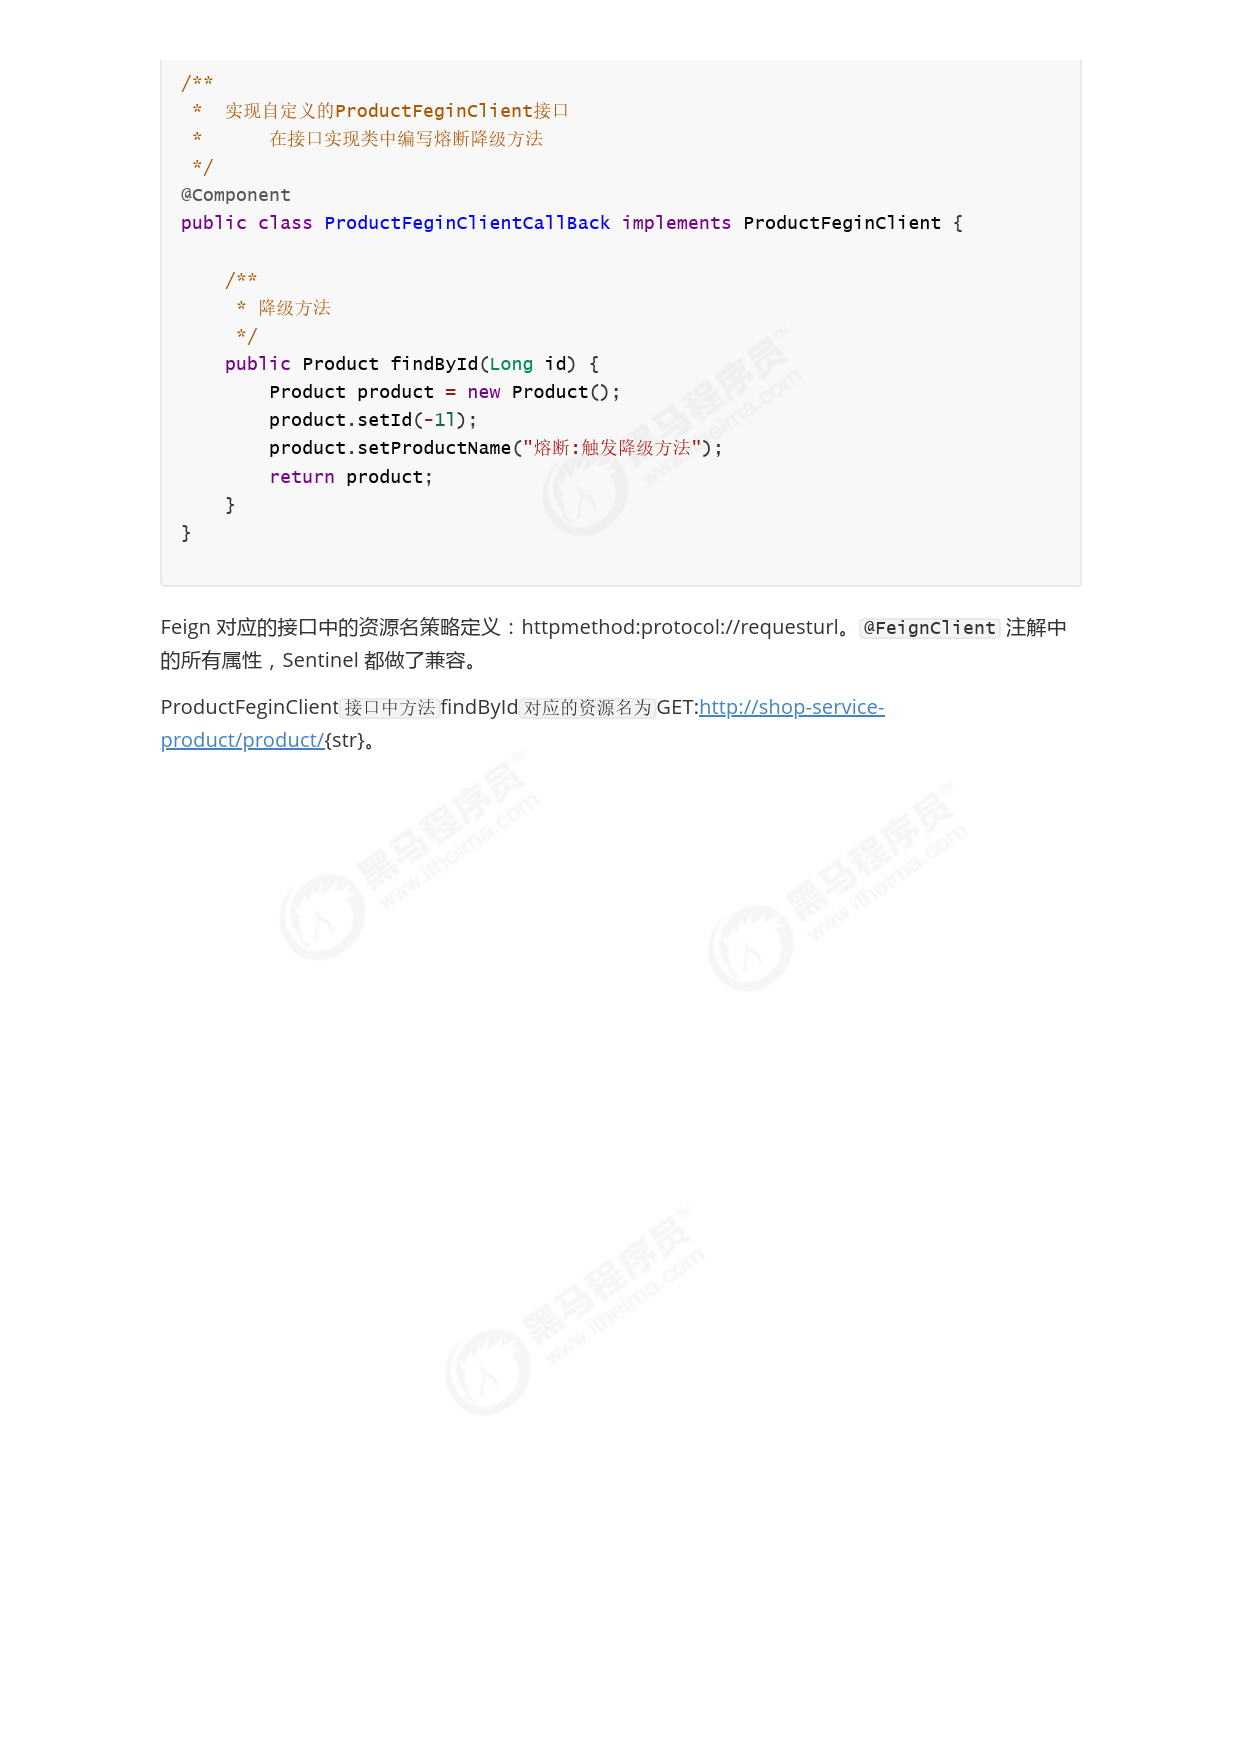 /**
 *  实现自定义的ProductFeginClient接口
 *      在接口实现类中编写熔断降级方法
 */
@Component
public class ProductFeginClientCallBack implements ProductFeginClient {
    /**
     * 降级方法
     */
    public Product findById(Long id) {
        Product product = new Product();
        product.setId(-1l);
        product.setProductName("熔断:触发降级方法");
        return product;
    }
}
Feign 对应的接口中的资源名策略定义：httpmethod:protocol://requesturl。@FeignClient 注解中
的所有属性，Sentinel 都做了兼容。
ProductFeginClient接口中方法findById对应的资源名为GET:http://shop-service-
product/product/{str}。
黑马程序员™
www.itheima.com
黑马程序员™
www.itheima.com
黑马程序员™
www.itheima.com
黑马程序员™
www.itheima.com